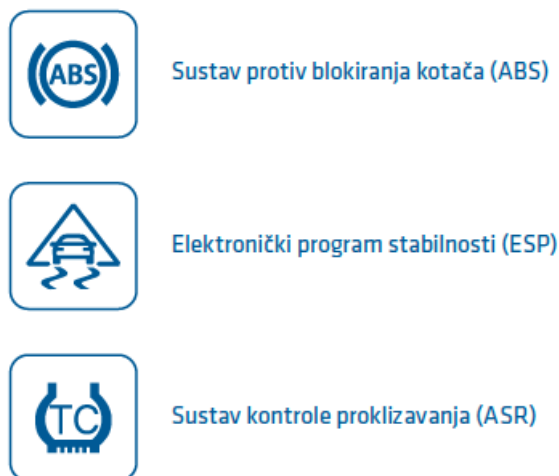 ABS
Sustav protiv blokiranja kotača (ABS)
Elektronički program stabilnosti (ESP)
TC
Sustav kontrole proklizavanja (ASR)